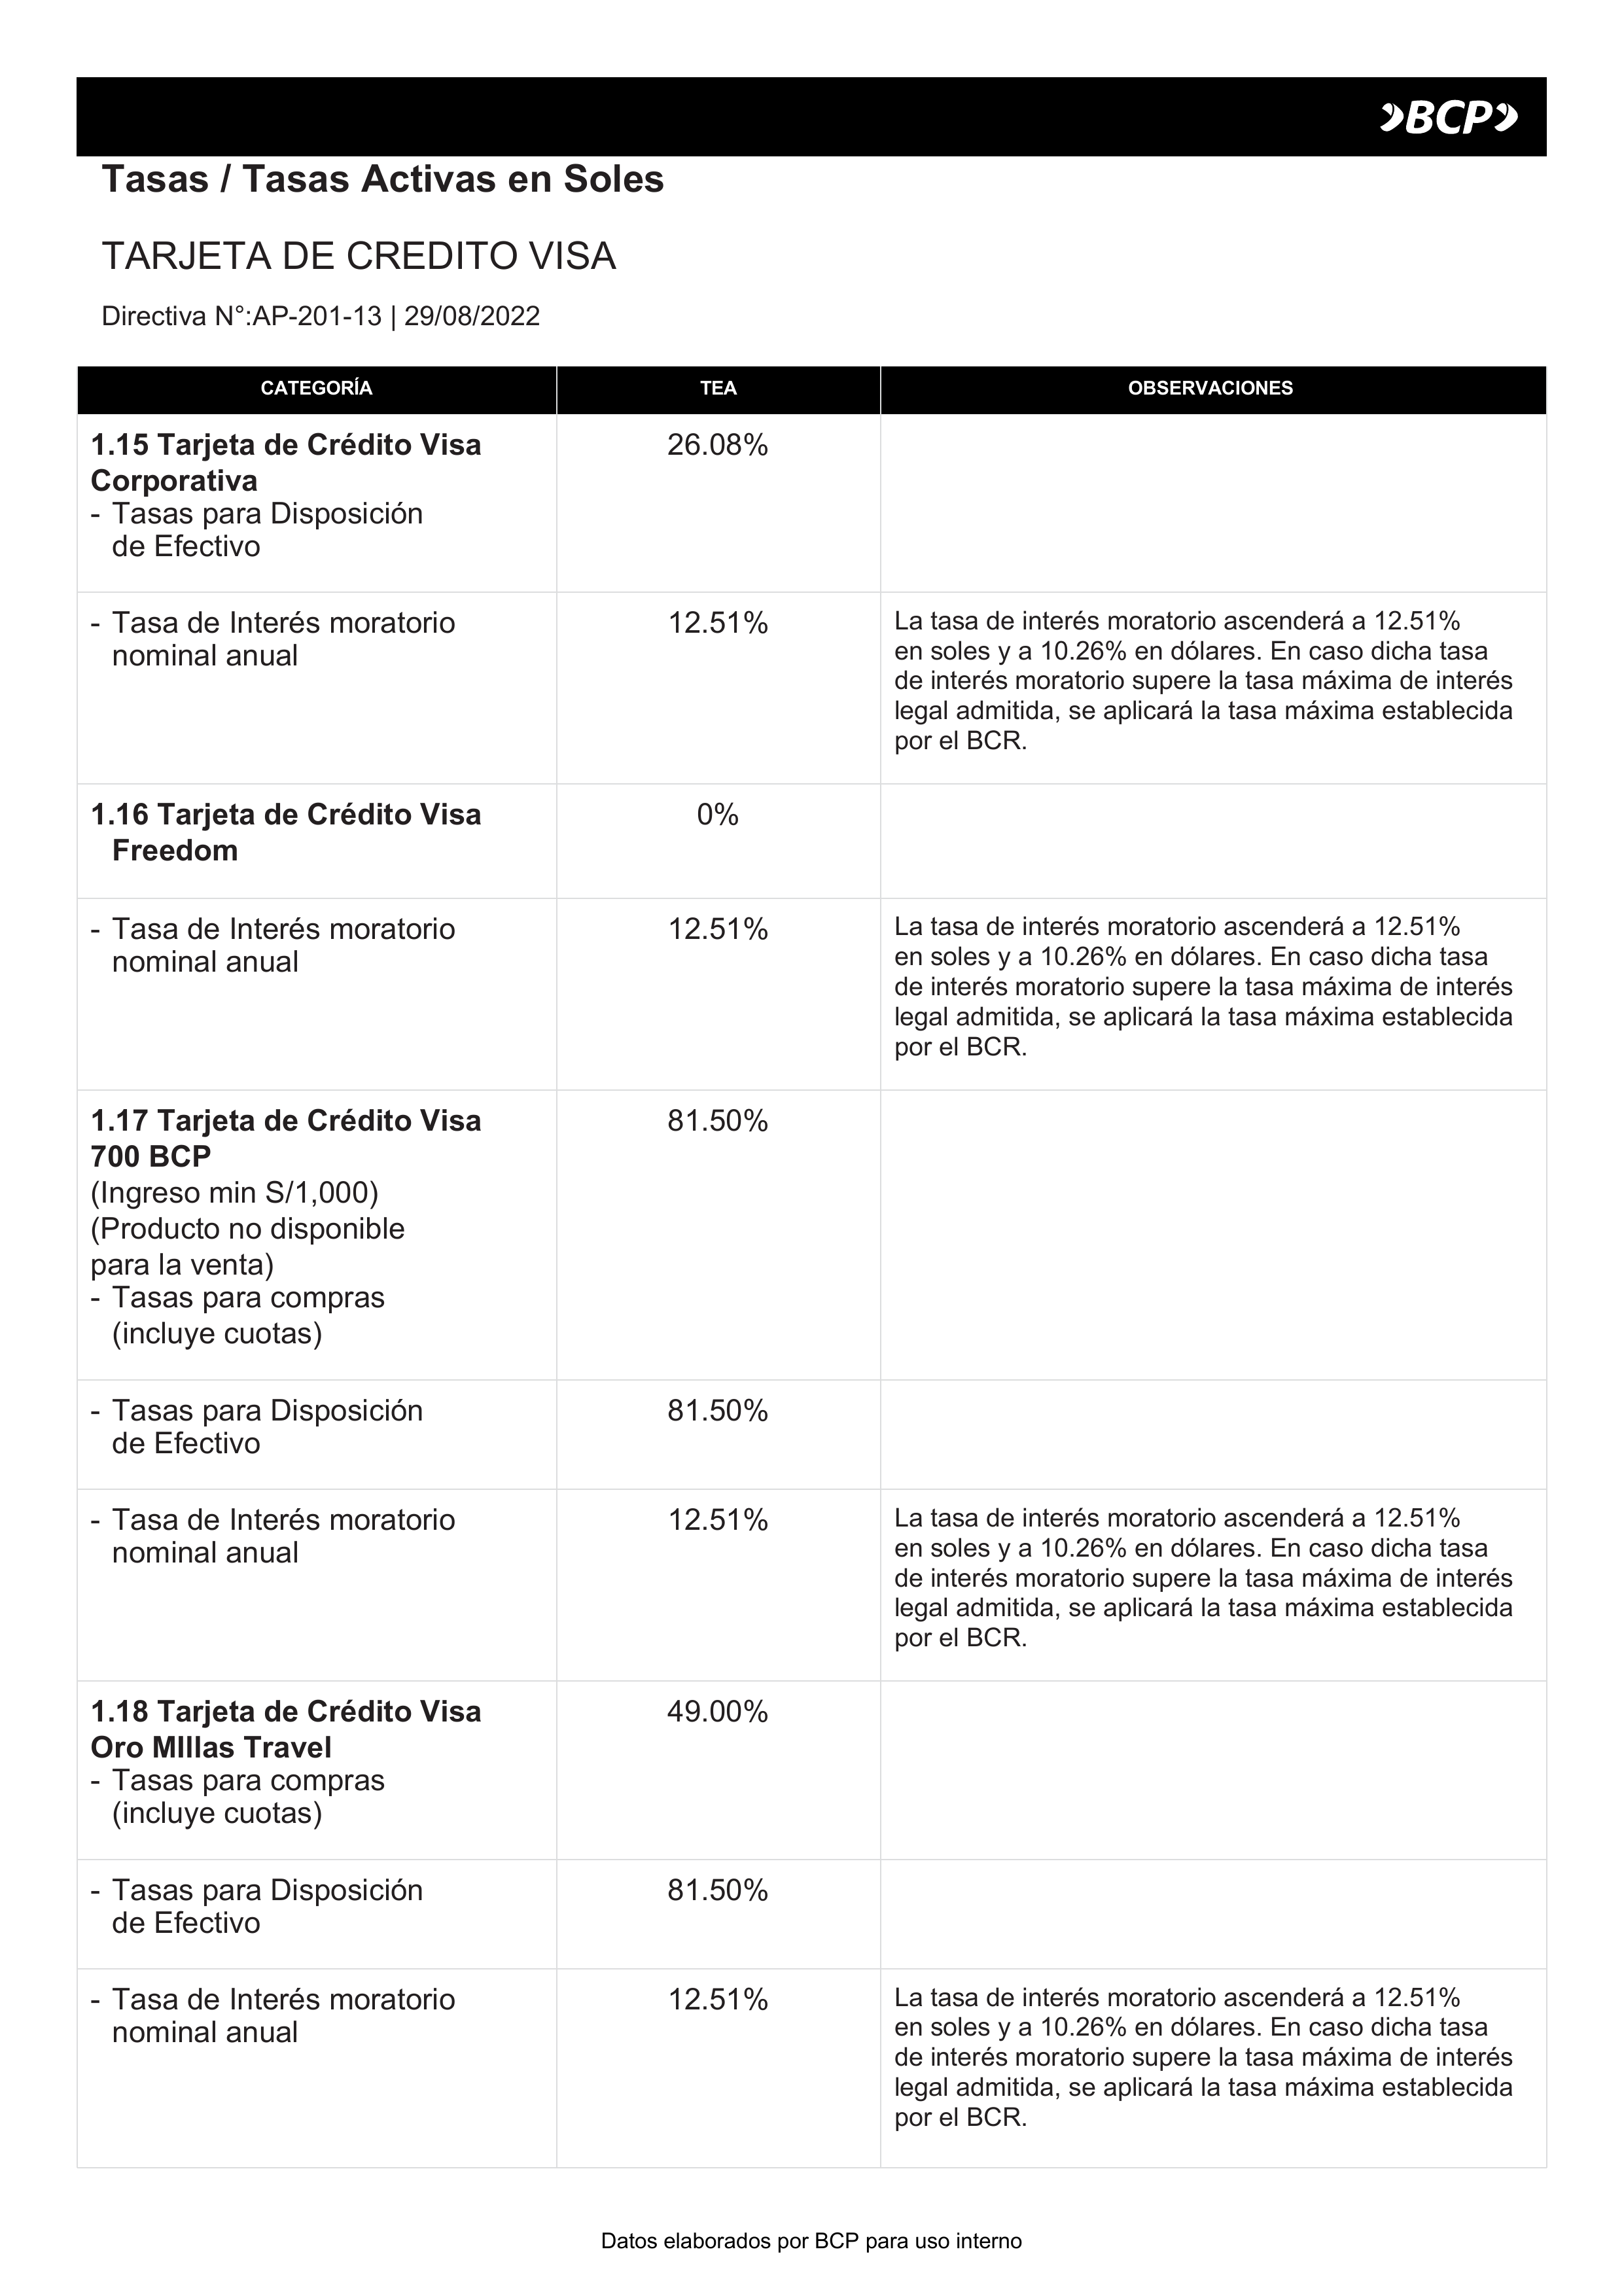 BCP
Tasas / Tasas Activas en Soles
TARJETA DE CREDITO VISA
Directiva N°:AP-201-13 | 29/08/2022
CATEGORÍA TEA OBSERVACIONES
1.15 Tarjeta de Crédito Visa
Corporativa
- Tasas para Disposición
de Efectivo
26.08%
- Tasa de Interés moratorio
nominal anual
12.51%
La tasa de interés moratorio ascenderá a 12.51%
en soles y a 10.26% en dólares. En caso dicha tasa
de interés moratorio supere la tasa máxima de interés
legal admitida, se aplicará la tasa máxima establecida
por el BCR.
1.16 Tarjeta de Crédito Visa
Freedom
0%
- Tasa de Interés moratorio
nominal anual
12.51%
La tasa de interés moratorio ascenderá a 12.51%
en soles y a 10.26% en dólares. En caso dicha tasa
de interés moratorio supere la tasa máxima de interés
legal admitida, se aplicará la tasa máxima establecida
por el BCR.
1.17 Tarjeta de Crédito Visa
700 BCP
(Ingreso min S/1,000)
(Producto no disponible
para la venta)
- Tasas para compras
(incluye cuotas)
81.50%
- Tasas para Disposición
de Efectivo
81.50%
- Tasa de Interés moratorio
nominal anual
12.51%
La tasa de interés moratorio ascenderá a 12.51%
en soles y a 10.26% en dólares. En caso dicha tasa
de interés moratorio supere la tasa máxima de interés
legal admitida, se aplicará la tasa máxima establecida
por el BCR.
1.18 Tarjeta de Crédito Visa
Oro MIllas Travel
- Tasas para compras
(incluye cuotas)
49.00%
- Tasas para Disposición
de Efectivo
81.50%
- Tasa de Interés moratorio
nominal anual
12.51%
La tasa de interés moratorio ascenderá a 12.51%
en soles y a 10.26% en dólares. En caso dicha tasa
de interés moratorio supere la tasa máxima de interés
legal admitida, se aplicará la tasa máxima establecida
por el BCR.
Datos elaborados por BCP para uso interno